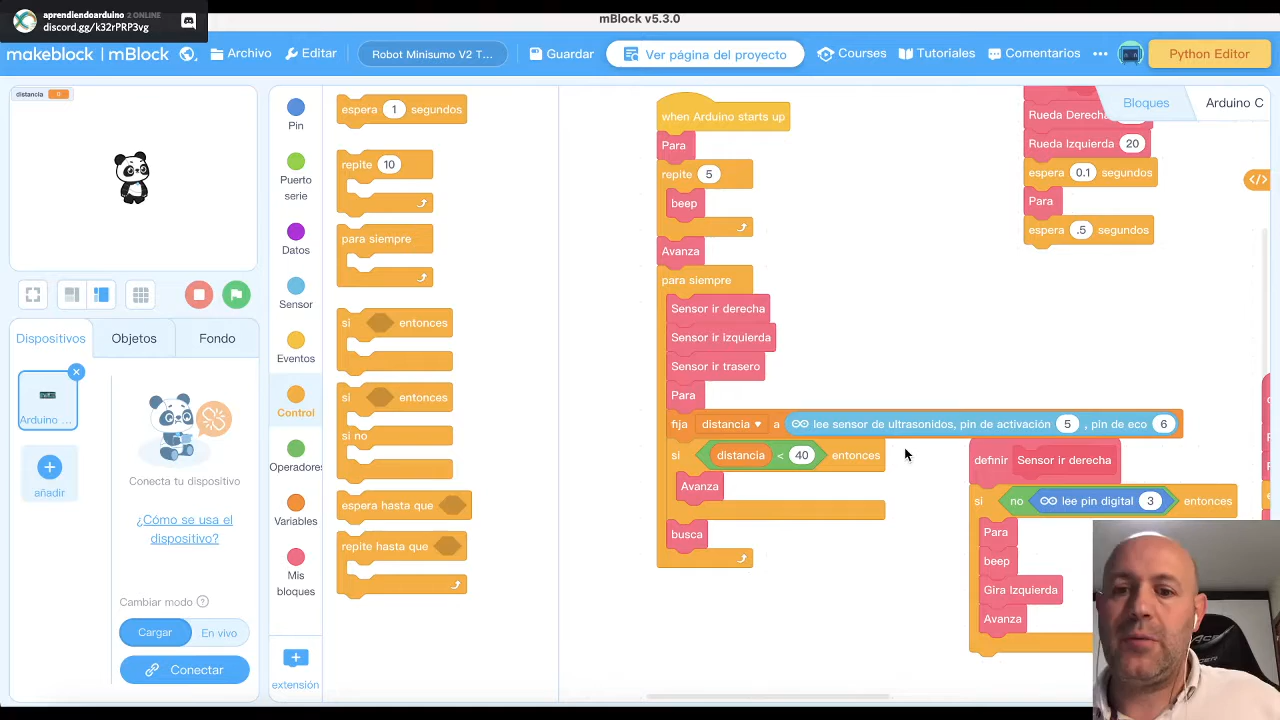 aprendiendoarduino 2 ONLINE
discord.gg/k32rPRP3vg
mBlock v5.3.0
makeblock | mBlock
Archivo
Editar
Robot Minisumo V2 T...
Guardar
Ver página del proyecto
Courses
Tutoriales
Comentarios
Python Editor
distancia 0
Dispositivos
Objetos
Fondo
Arduino ...
añadir
Conecta tu dispositivo
¿Cómo se usa el
dispositivo?
Cambiar modo ?
Cargar
En vivo
Conectar
Pin
Puerto
serie
Datos
Sensor
Eventos
Control
Operadores
Variables
Mis
bloques
extensión
espera 1 segundos
repite 10
para siempre
si entonces
si entonces
si no
espera hasta que
repite hasta que
when Arduino starts up
Para
repite 5
beep
Avanza
para siempre
Sensor ir derecha
Sensor ir Izquierda
Sensor ir trasero
Para
fija distancia a lee sensor de ultrasonidos, pin de activación 5 , pin de eco 6
si distancia < 40 entonces
Avanza
busca
Bloques
Arduino C
Rueda Derecha
Rueda Izquierda 20
espera 0.1 segundos
Para
espera .5 segundos
definir Sensor ir derecha
si no lee pin digital 3 entonces
Para
beep
Gira Izquierda
Avanza